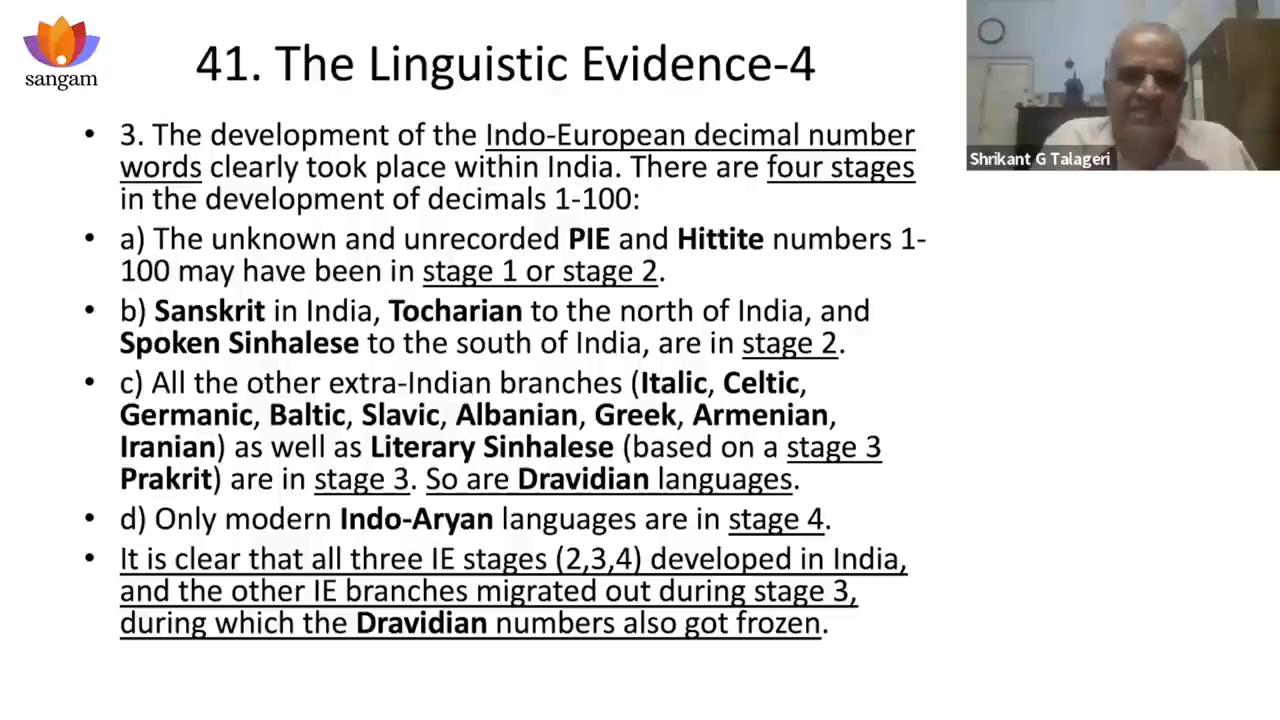 sangam
41. The Linguistic Evidence-4
• 3. The development of the Indo-European decimal number
words clearly took place within India. There are four stages
in the development of decimals 1-100:
• a) The unknown and unrecorded PIE and Hittite numbers 1-
100 may have been in stage 1 or stage 2.
• b) Sanskrit in India, Tocharian to the north of India, and
Spoken Sinhalese to the south of India, are in stage 2.
• c) All the other extra-Indian branches (Italic, Celtic,
Germanic, Baltic, Slavic, Albanian, Greek, Armenian,
Iranian) as well as Literary Sinhalese (based on a stage 3
Prakrit) are in stage 3. So are Dravidian languages.
• d) Only modern Indo-Aryan languages are in stage 4.
• It is clear that all three IE stages (2,3,4) developed in India,
and the other IE branches migrated out during stage 3,
during which the Dravidian numbers also got frozen.
Shrikant G Talageri